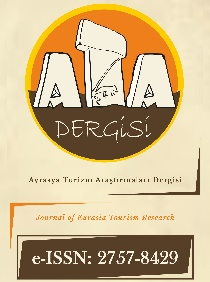 ATA
DERGİSİ
Avrasya Turizm Araştırmaları Dergisi
Journal of Eurasia Tourism Research
e-ISSN: 2757-8429